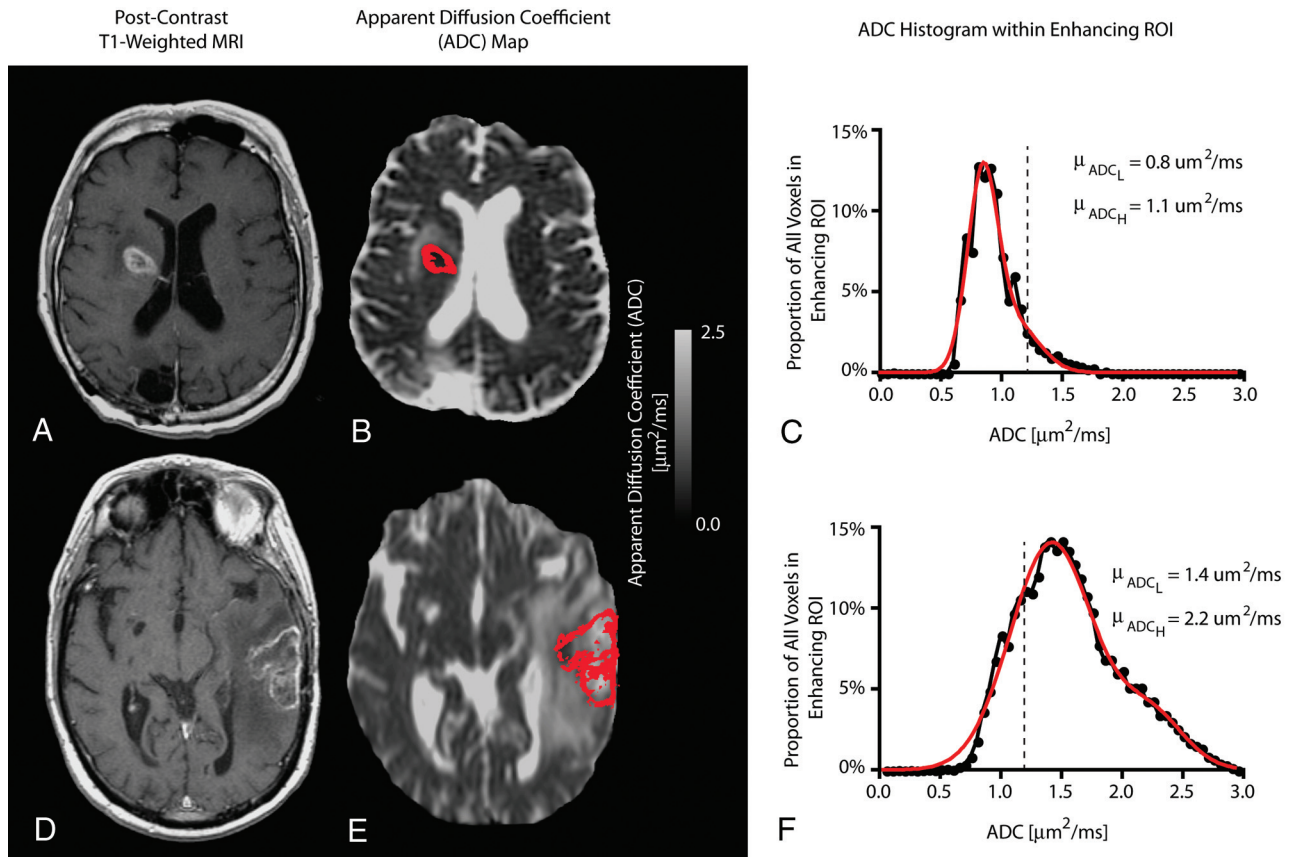 Post-Contrast
T1-Weighted MRI
Apparent Diffusion Coefficient
(ADC) Map
ADC Histogram within Enhancing ROI
A
B
Apparent Diffusion Coefficient (ADC)
[μm²/ms]
2.5
0.0
Proportion of All Voxels in
Enhancing ROI
15%
10%
5%
0%
μ ADC_L = 0.8 um²/ms
μ ADC_H = 1.1 um²/ms
0.0 0.5 1.0 1.5 2.0 2.5 3.0
C
ADC [μm²/ms]
D
E
Proportion of All Voxels in
Enhancing ROI
15%
10%
5%
0%
μ ADC_L = 1.4 um²/ms
μ ADC_H = 2.2 um²/ms
0.0 0.5 1.0 1.5 2.0 2.5 3.0
F
ADC [μm²/ms]